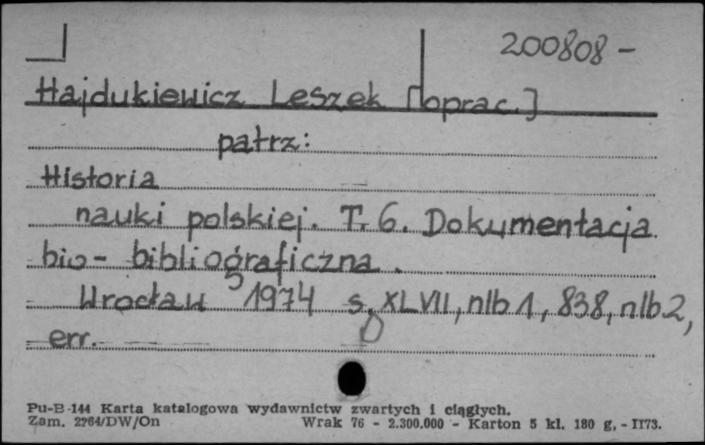 200808 -
Hajdukiewicz Leszek [oprac.]
patrz:
Historia
nauki polskiej. T. 6. Dokumentacja
bio-bibliograficzna.
Wrocław 1974 s. XLVII, nlb 1, 838, nlb 2,
err.
Pu-B-144 Karta katalogowa wydawnictw zwartych i ciągłych.
Zam. 2264/DW/On Wrak 76 - 2.300.000 - Karton 5 kl. 180 g, - II73.